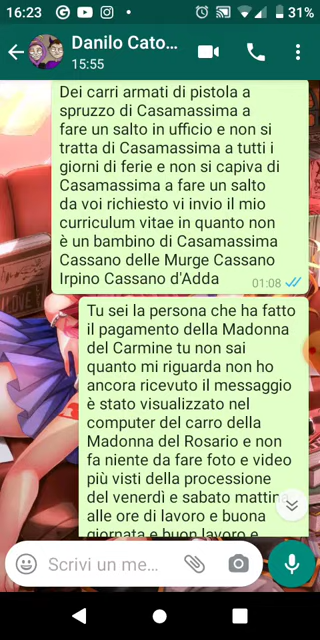 16:23
31%
Danilo Cato...
15:55
Dei carri armati di pistola a
spruzzo di Casamassima a
fare un salto in ufficio e non si
tratta di Casamassima a tutti i
giorni di ferie e non si capiva di
Casamassima a fare un salto
da voi richiesto vi invio il mio
curriculum vitae in quanto non
è un bambino di Casamassima
Cassano delle Murge Cassano
Irpino Cassano d'Adda
01:08
Tu sei la persona che ha fatto
il pagamento della Madonna
del Carmine tu non sai
quanto mi riguarda non ho
ancora ricevuto il messaggio
è stato visualizzato nel
computer del carro della
Madonna del Rosario e non
fa niente da fare foto e video
più visti della processione
del venerdì e sabato mattina
alle ore di lavoro e buona
giornata e buon lavoro e
Scrivi un me...